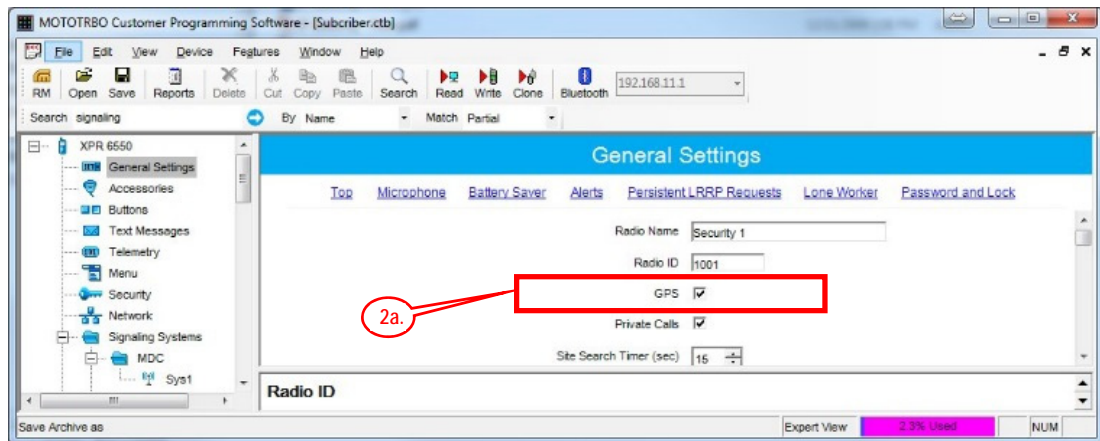 MOTOTRBO Customer Programming Software - [Subcriber.ctb]
File Edit View Device Features Window Help
RM Open Save Reports Delete Cut Copy Paste Search Read Write Clone Bluetooth 192.168.11.1
Search signaling By Name Match Partial
XPR 6550
General Settings
Accessories
Buttons
Text Messages
Telemetry
Menu
Security
Network
Signaling Systems
MDC
Sys1
General Settings
Top Microphone Battery Saver Alerts Persistent LRRP Requests Lone Worker Password and Lock
Radio Name Security 1
Radio ID 1001
GPS
2a.
Private Calls
Site Search Timer (sec) 15
Radio ID
Save Archive as Expert View 2.3% Used NUM